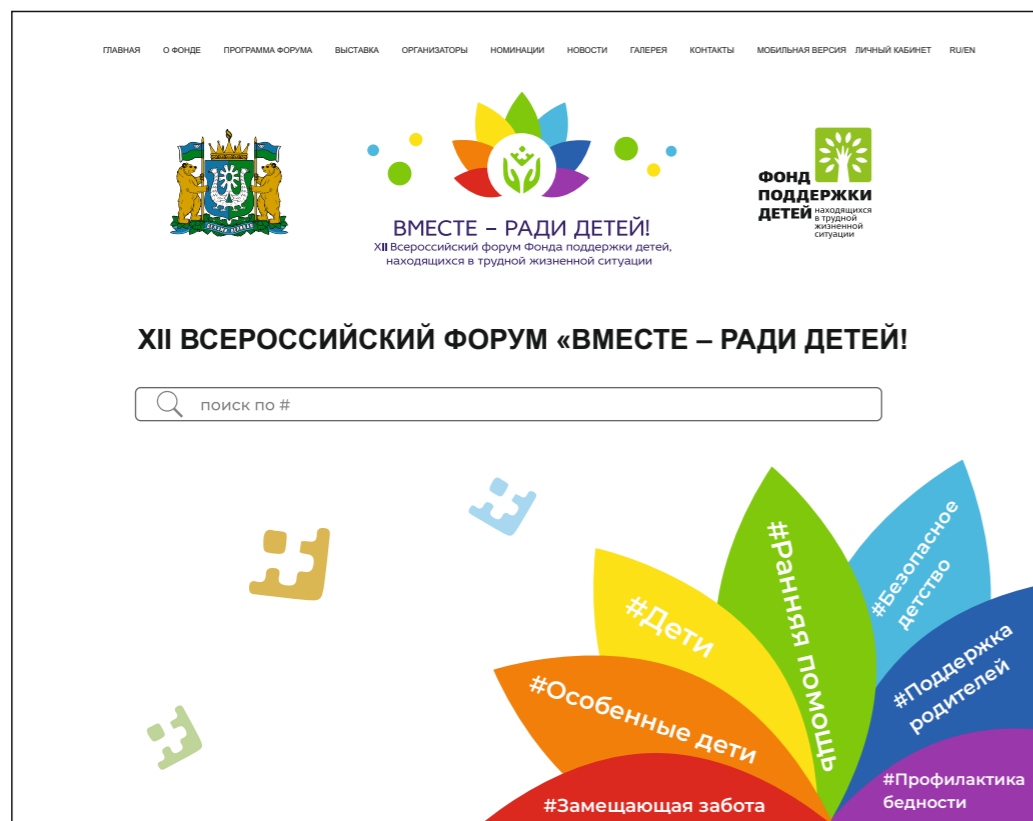 ГЛАВНАЯ О ФОНДЕ ПРОГРАММА ФОРУМА ВЫСТАВКА ОРГАНИЗАТОРЫ НОМИНАЦИИ НОВОСТИ ГАЛЕРЕЯ КОНТАКТЫ МОБИЛЬНАЯ ВЕРСИЯ ЛИЧНЫЙ КАБИНЕТ RU/EN
ВМЕСТЕ – РАДИ ДЕТЕЙ!
XII Всероссийский форум Фонда поддержки детей,
находящихся в трудной жизненной ситуации
ФОНД
ПОДДЕРЖКИ
ДЕТЕЙ
находящихся
в трудной
жизненной
ситуации
XII ВСЕРОССИЙСКИЙ ФОРУМ «ВМЕСТЕ – РАДИ ДЕТЕЙ!
поиск по #
#Замещающая забота
#Особенные дети
#Дети
#Ранняя помощь
#Безопасное
детство
#Поддержка
родителей
#Профилактика
бедности